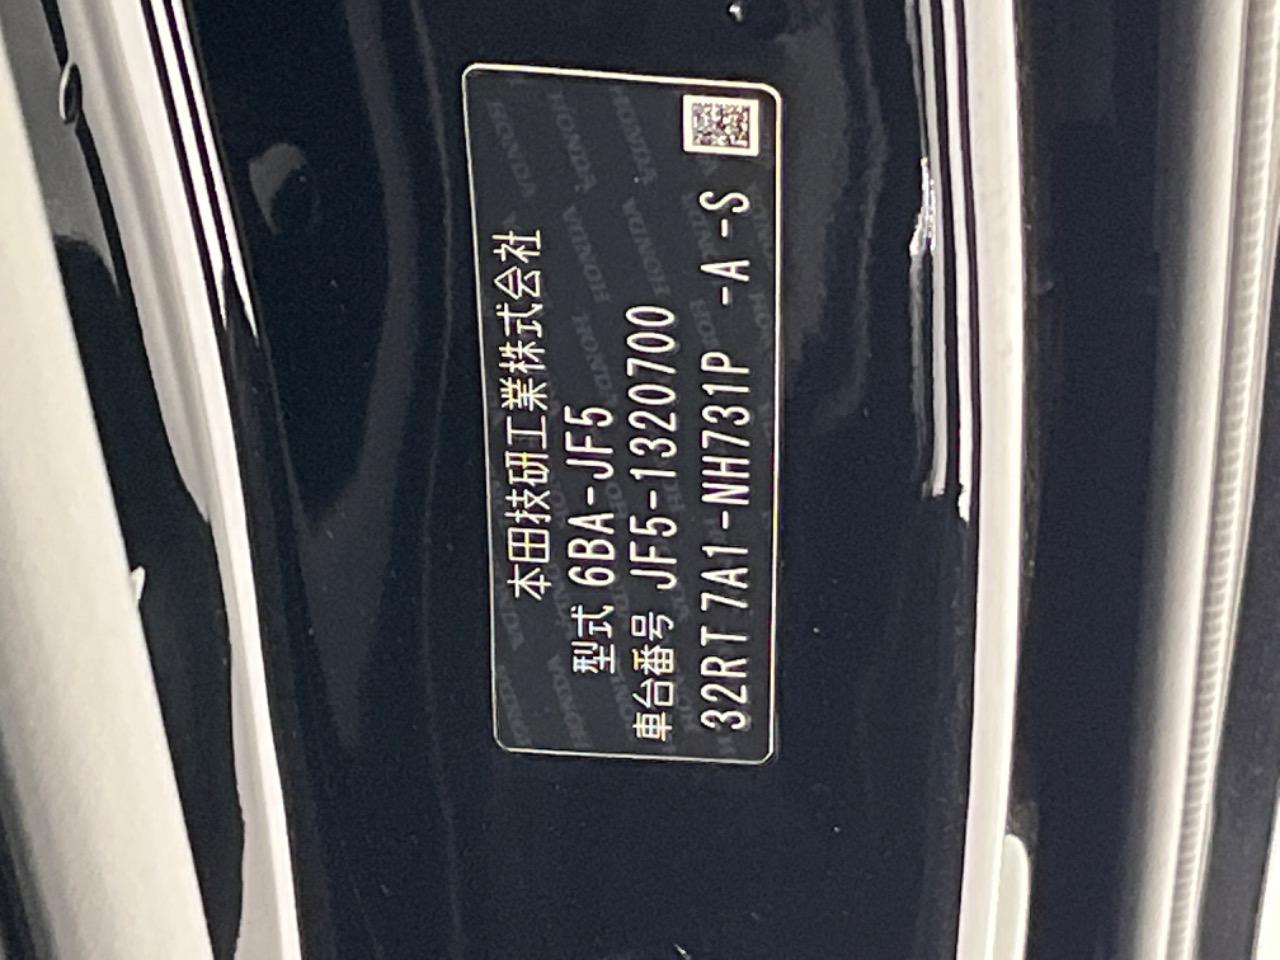 本田技研工業株式会社
型式 6BA-JF5
車台番号 JF5-1320700
32RT 7A1-NH731P -A -S